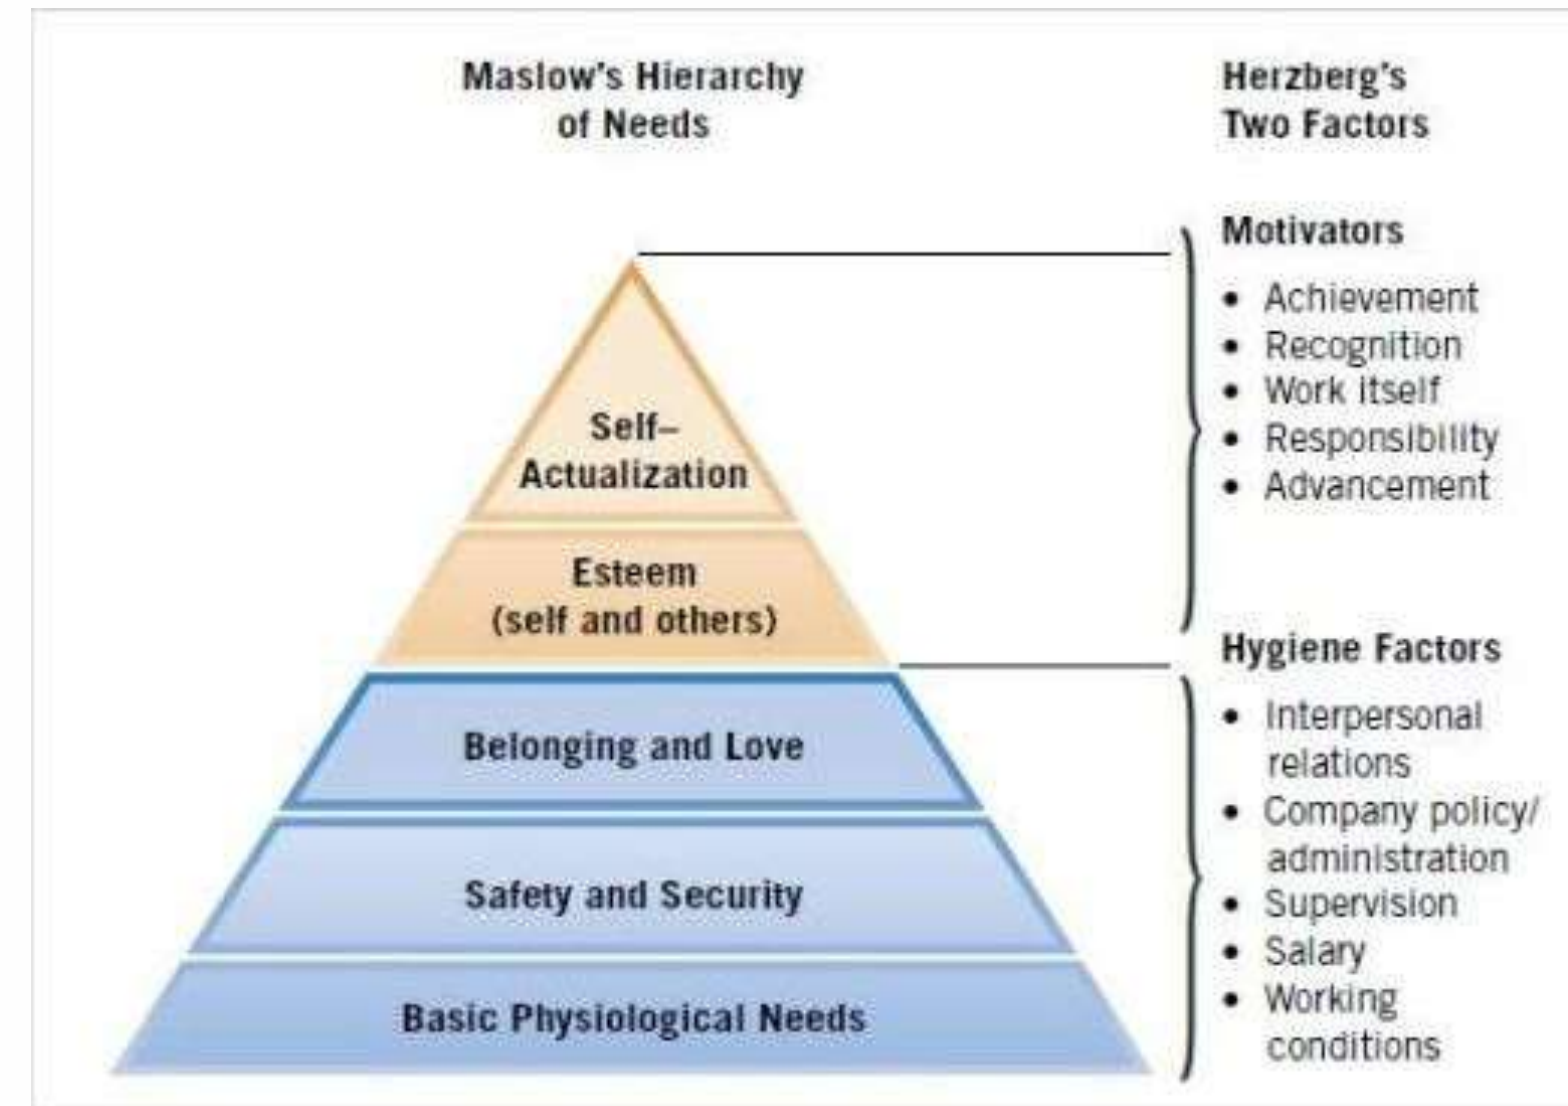 Maslow's Hierarchy
of Needs
Self–
Actualization
Esteem
(self and others)
Belonging and Love
Safety and Security
Basic Physiological Needs
Herzberg's
Two Factors
Motivators
• Achievement
• Recognition
• Work itself
• Responsibility
• Advancement
Hygiene Factors
• Interpersonal
relations
• Company policy/
administration
• Supervision
• Salary
• Working
conditions